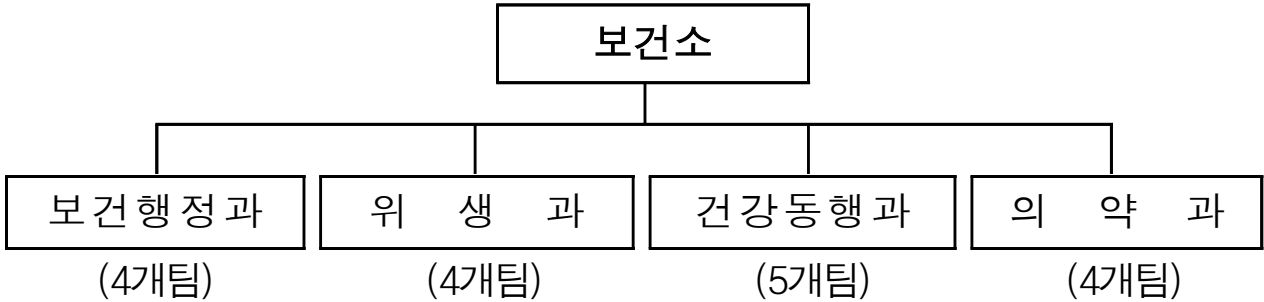 보건소
보건행정과 위 생 과 건강동행과 의 약 과
(4개팀) (4개팀) (5개팀) (4개팀)